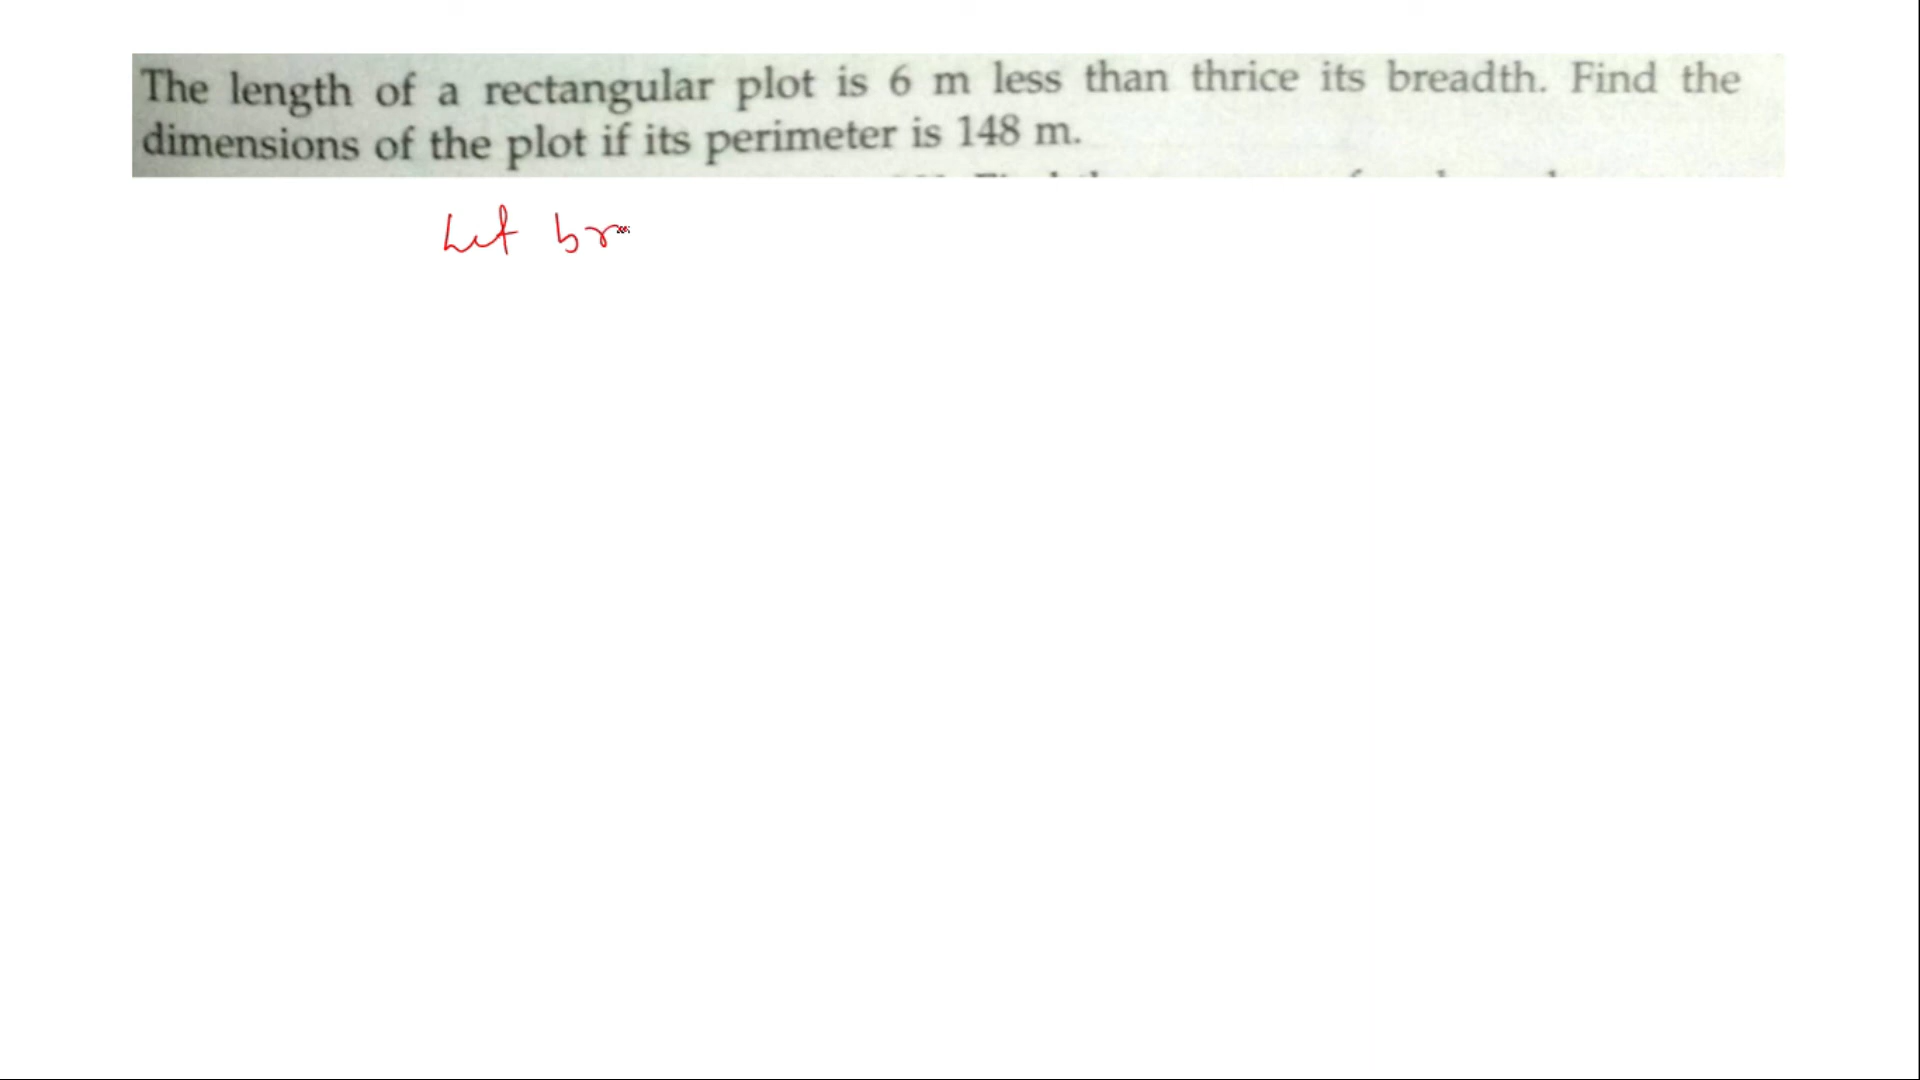 The length of a rectangular plot is 6 m less than thrice its breadth. Find the
dimensions of the plot if its perimeter is 148 m.
Let br